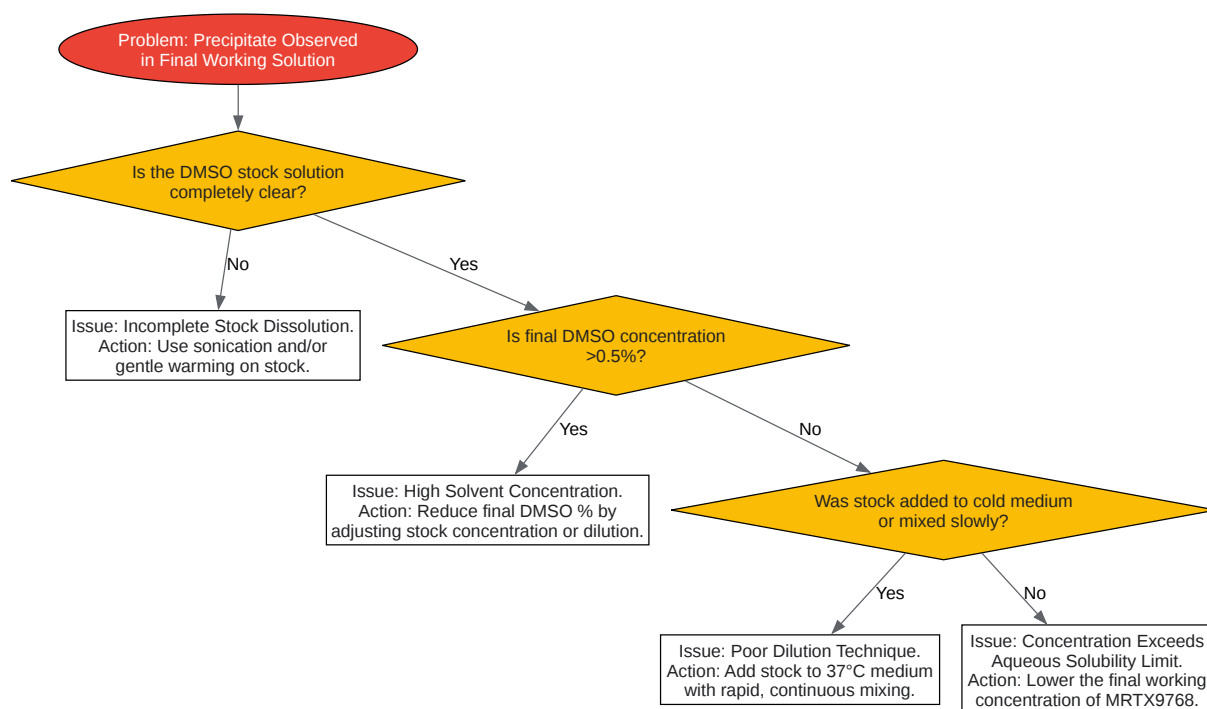 Problem: Precipitate Observed
in Final Working Solution
Is the DMSO stock solution
completely clear?
No
Yes
Issue: Incomplete Stock Dissolution.
Action: Use sonication and/or
gentle warming on stock.
Is final DMSO concentration
>0.5%?
Yes
No
Issue: High Solvent Concentration.
Action: Reduce final DMSO % by
adjusting stock concentration or dilution.
Was stock added to cold medium
or mixed slowly?
Yes
No
Issue: Poor Dilution Technique.
Action: Add stock to 37°C medium
with rapid, continuous mixing.
Issue: Concentration Exceeds
Aqueous Solubility Limit.
Action: Lower the final working
concentration of MRTX9768.